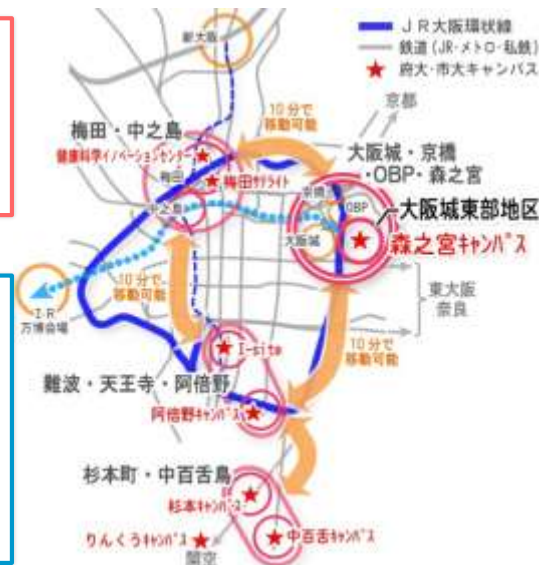 ＪＲ大阪環状線
鉄道（JR・メトロ・私鉄）
府大・市大キャンパス
新大阪
京都
10分で
移動可能
梅田・中之島
健康科学イノベーションセンター
梅田
梅田サテライト
中之島
大阪城・京橋
・OBP・森之宮
京橋
OBP
大阪城東部地区
大阪城
森之宮キャンパス
10分で
移動可能
ＩＲ
万博会場
東大阪
奈良
10分で
移動可能
I-site
難波・天王寺・阿倍野
阿倍野キャンパス
杉本町・中百舌鳥
杉本キャンパス
りんくうキャンパス
中百舌キャンパス
関空